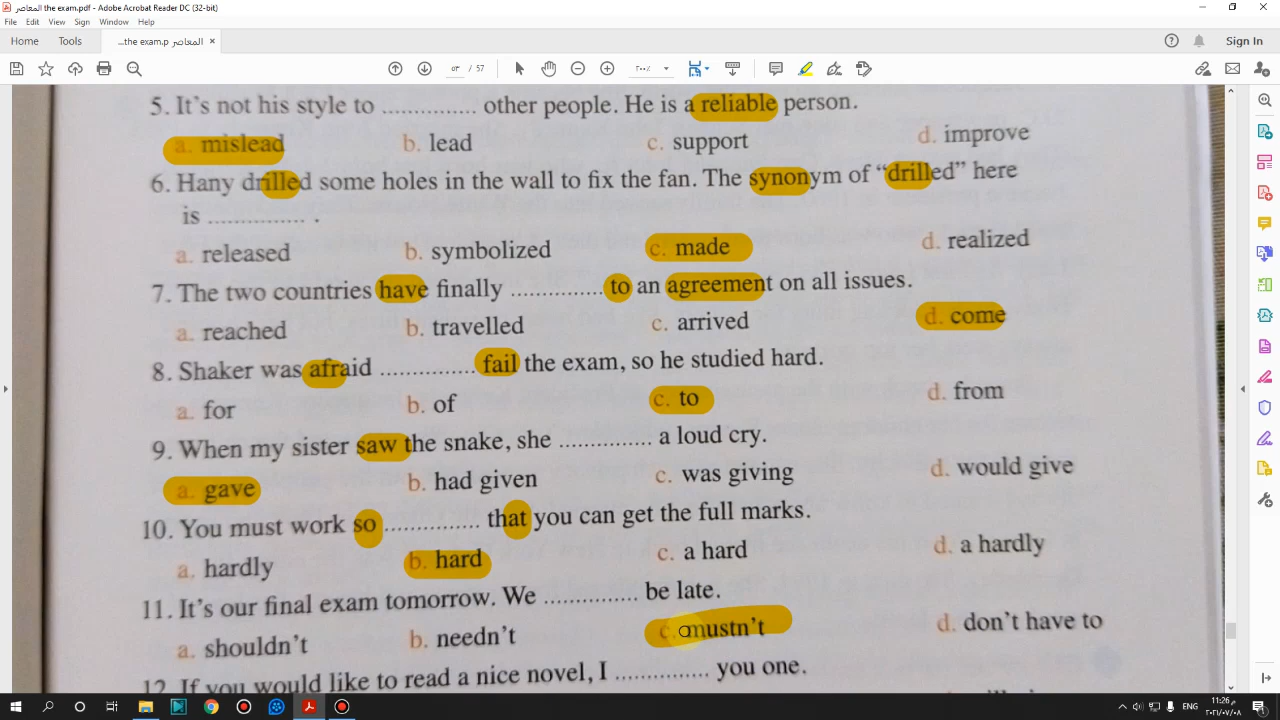 المعاصر the exam.pdf - Adobe Acrobat Reader DC (32-bit)
File Edit View Sign Window Help
Home Tools ...the exam.p المعاصر × Sign In
٥٣ / 57 ٢٠٠٪
5. It's not his style to .............. other people. He is a reliable person.
a. mislead b. lead c. support d. improve
6. Hany drilled some holes in the wall to fix the fan. The synonym of “drilled” here
is .............. .
a. released b. symbolized c. made d. realized
7. The two countries have finally .............. to an agreement on all issues.
a. reached b. travelled c. arrived d. come
8. Shaker was afraid .............. fail the exam, so he studied hard.
a. for b. of c. to d. from
9. When my sister saw the snake, she .............. a loud cry.
a. gave b. had given c. was giving d. would give
10. You must work so .............. that you can get the full marks.
a. hardly b. hard c. a hard d. a hardly
11. It's our final exam tomorrow. We .............. be late.
a. shouldn't b. needn't c. mustn't d. don't have to
12. If you would like to read a nice novel, I .............. you one.
ENG م 11:26
٢٠٢١/٠٧/٠٨